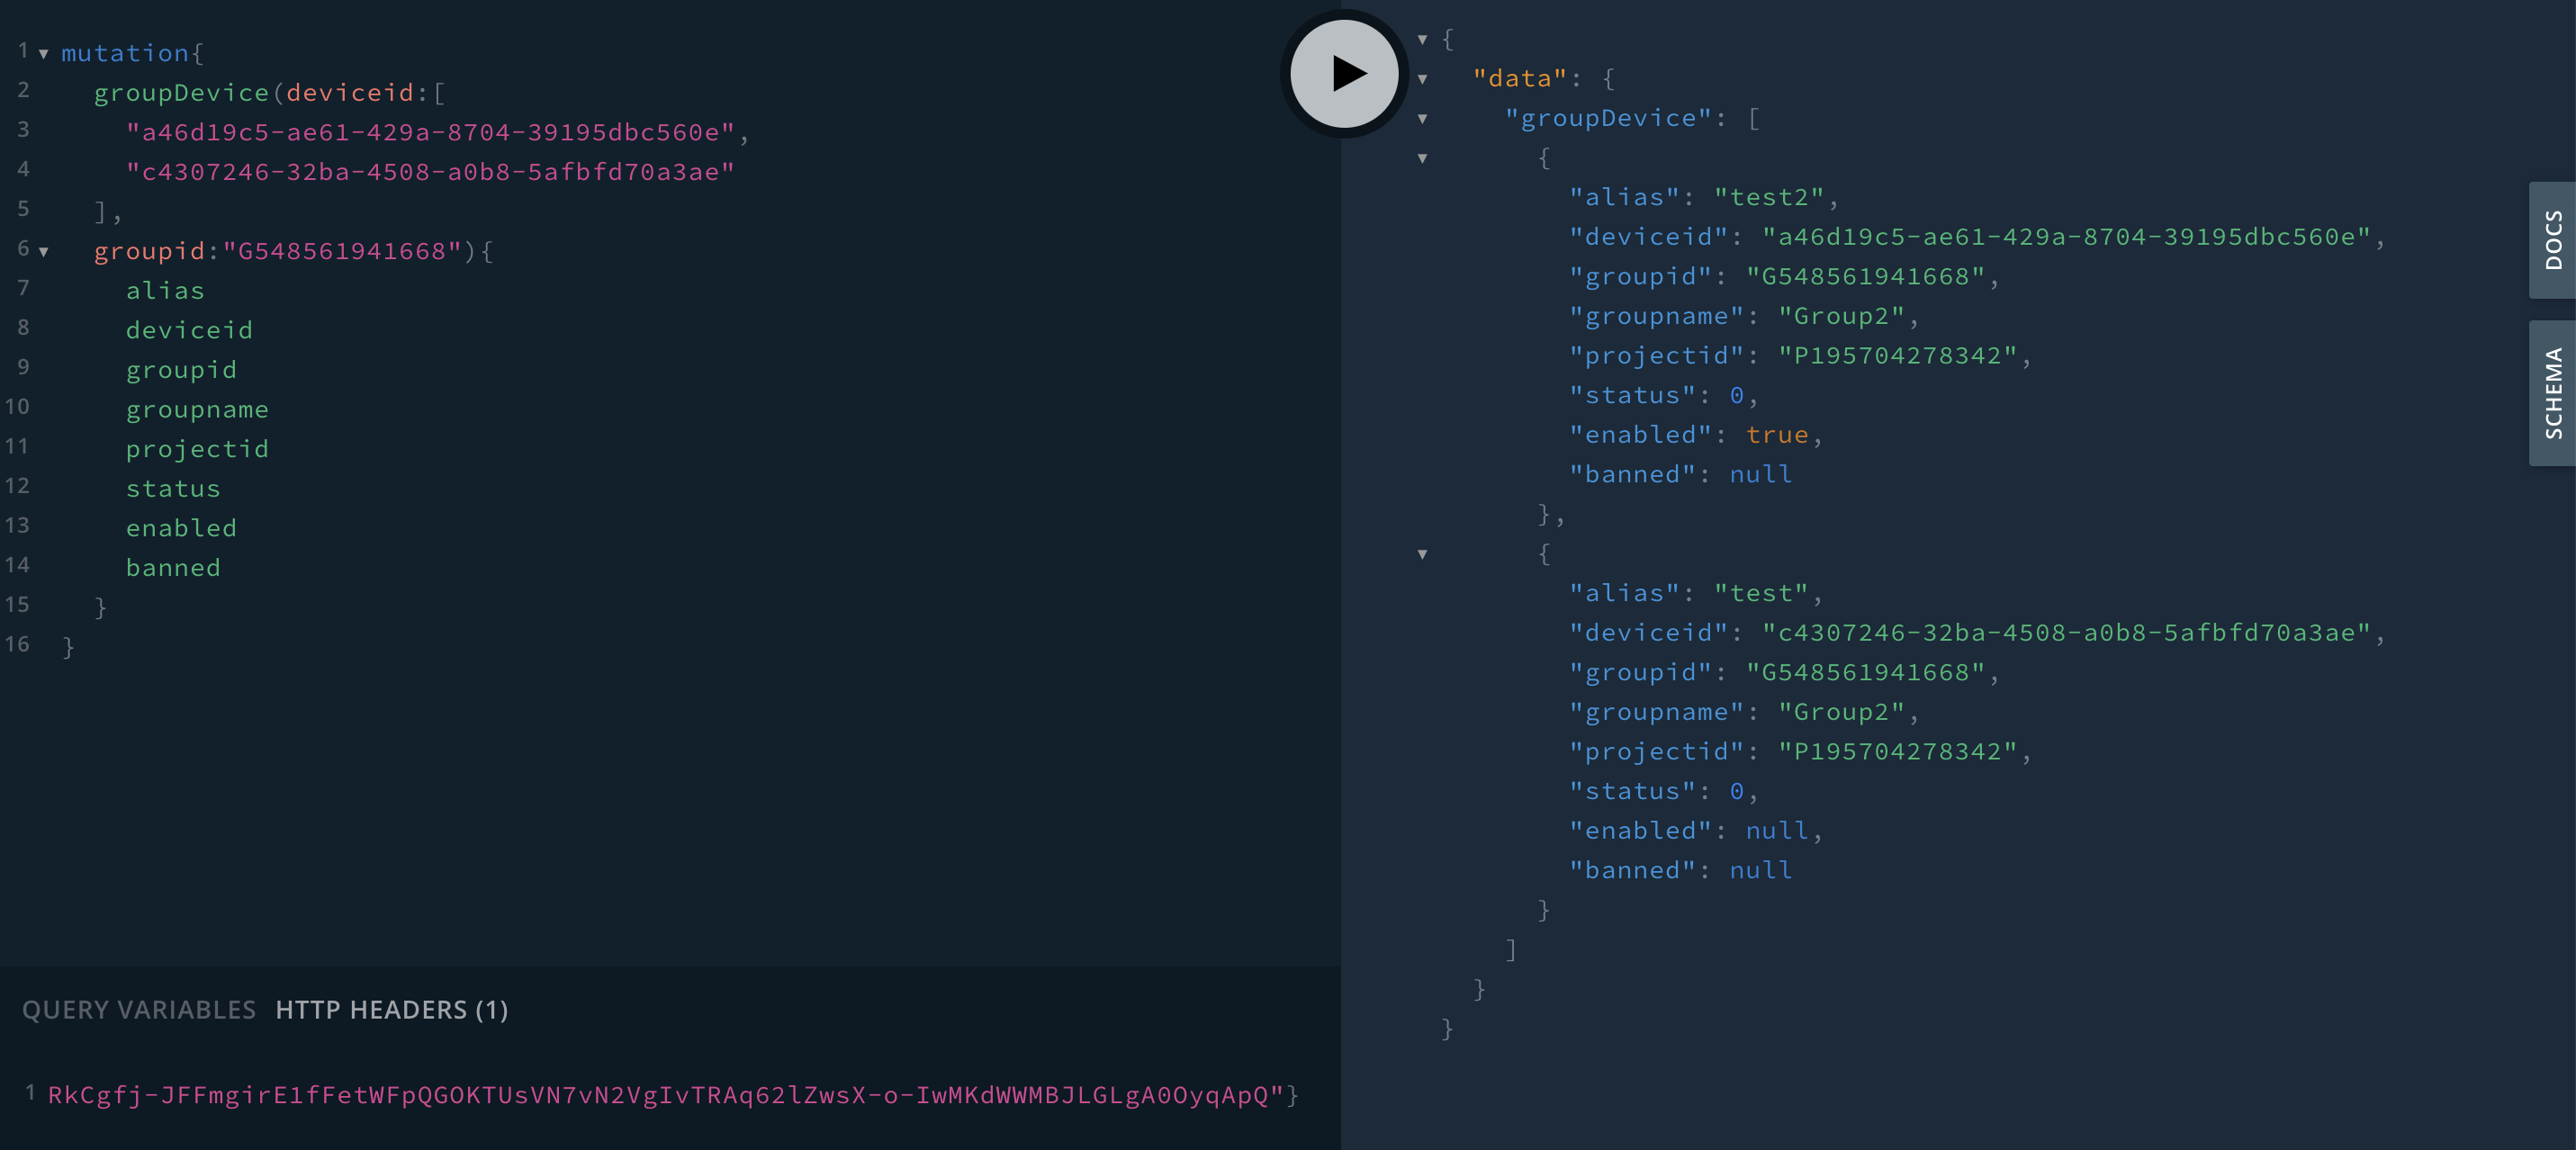 1 mutation{
2 groupDevice(deviceid:[
3 "a46d19c5-ae61-429a-8704-39195dbc560e",
4 "c4307246-32ba-4508-a0b8-5afbfd70a3ae"
5 ],
6 groupid:"G548561941668"){
7 alias
8 deviceid
9 groupid
10 groupname
11 projectid
12 status
13 enabled
14 banned
15 }
16 }
QUERY VARIABLES HTTP HEADERS (1)
1 RkCgfj-JFFmgirE1fFetWFpQGOKTUsVN7vN2VgIvTRAq62lZwsX-o-IwMKdWWMBJLGLgA0OyqApQ"}
{
"data": {
"groupDevice": [
{
"alias": "test2",
"deviceid": "a46d19c5-ae61-429a-8704-39195dbc560e",
"groupid": "G548561941668",
"groupname": "Group2",
"projectid": "P195704278342",
"status": 0,
"enabled": true,
"banned": null
},
{
"alias": "test",
"deviceid": "c4307246-32ba-4508-a0b8-5afbfd70a3ae",
"groupid": "G548561941668",
"groupname": "Group2",
"projectid": "P195704278342",
"status": 0,
"enabled": null,
"banned": null
}
]
}
}
DOCS
SCHEMA